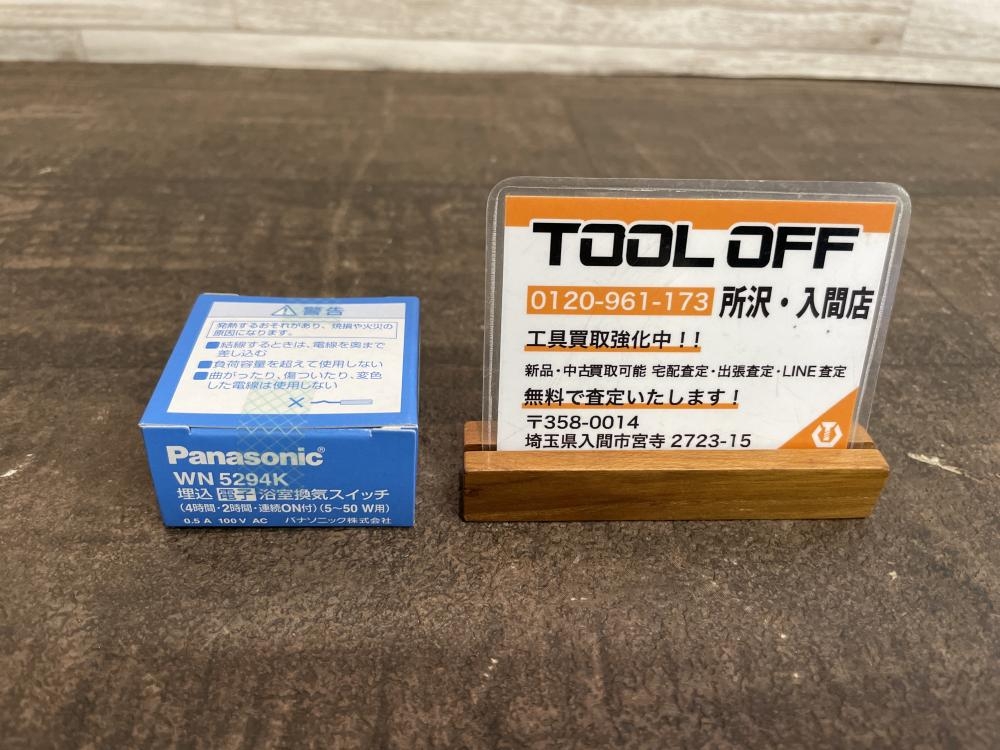 ⚠警告
発熱するおそれがあり、焼損や火災の
原因になります。
■結線するときは、電線を奥まで
差し込む
■負荷容量を超えて使用しない
■曲がったり、傷ついたり、変色
した電線は使用しない
Panasonic
WN 5294K
埋込 電子 浴室換気スイッチ
(4時間・2時間・連続ON付)(5~50 W用)
0.5 A 100 V AC パナソニック株式会社
TOOL OFF
0120-961-173 所沢・入間店
工具買取強化中!!
新品・中古買取可能 宅配査定・出張査定・LINE査定
無料で査定いたします!
〒358-0014
埼玉県入間市宮寺 2723-15